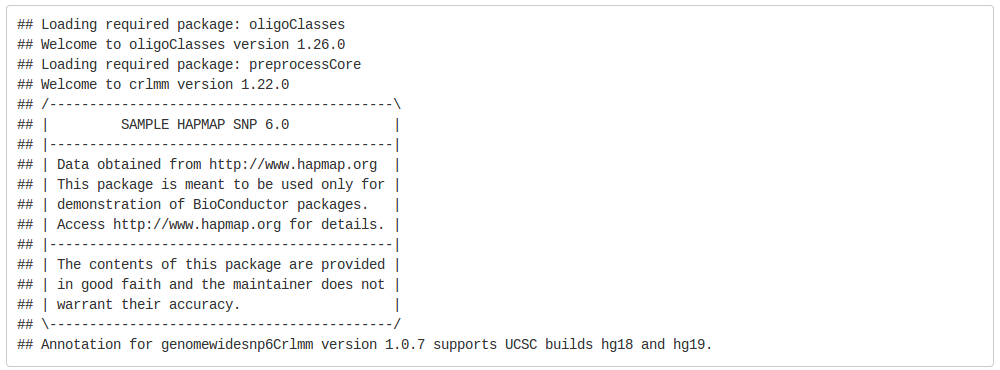 ## Loading required package: oligoClasses
## Welcome to oligoClasses version 1.26.0
## Loading required package: preprocessCore
## Welcome to crlmm version 1.22.0
## /-------------------------------------------\
## |         SAMPLE HAPMAP SNP 6.0             |
## |-------------------------------------------|
## | Data obtained from http://www.hapmap.org  |
## | This package is meant to be used only for |
## | demonstration of BioConductor packages.   |
## | Access http://www.hapmap.org for details. |
## |-------------------------------------------|
## | The contents of this package are provided |
## | in good faith and the maintainer does not |
## | warrant their accuracy.                   |
## \-------------------------------------------/
## Annotation for genomewidesnp6Crlmm version 1.0.7 supports UCSC builds hg18 and hg19.